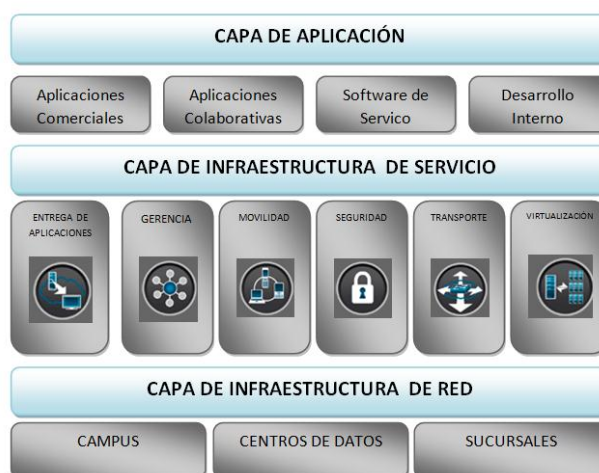 CAPA DE APLICACIÓN
Aplicaciones
Comerciales
Aplicaciones
Colaborativas
Software de
Servico
Desarrollo
Interno
CAPA DE INFRAESTRUCTURA DE SERVICIO
ENTREGA DE
APLICACIONES
GERENCIA
MOVILIDAD
SEGURIDAD
TRANSPORTE
VIRTUALIZACIÓN
CAPA DE INFRAESTRUCTURA DE RED
CAMPUS
CENTROS DE DATOS
SUCURSALES